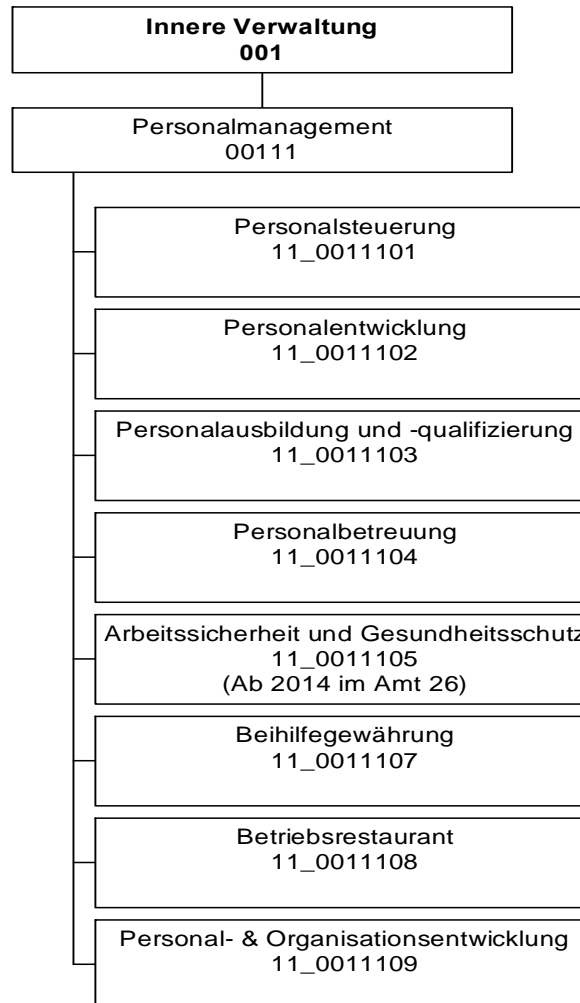 Innere Verwaltung
001
Personalmanagement
00111
Personalsteuerung
11_0011101
Personalentwicklung
11_0011102
Personalausbildung und -qualifizierung
11_0011103
Personalbetreuung
11_0011104
Arbeitssicherheit und Gesundheitsschutz
11_0011105
(Ab 2014 im Amt 26)
Beihilfegewährung
11_0011107
Betriebsrestaurant
11_0011108
Personal- & Organisationsentwicklung
11_0011109